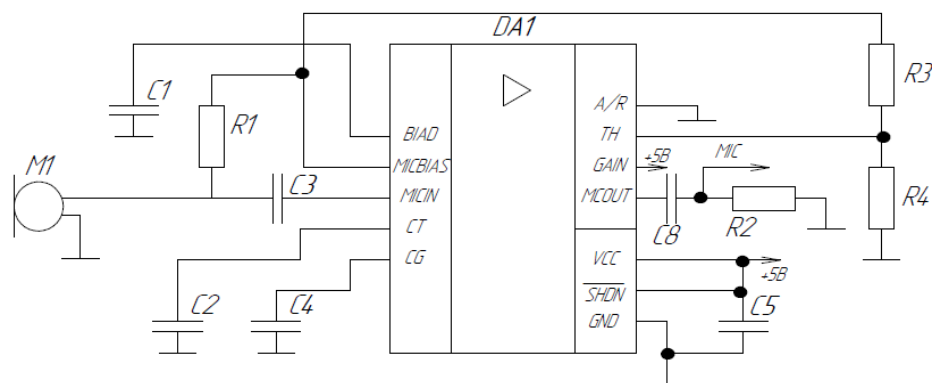 DA1
C1
R1
R3
A/R
BIAD
TH
MICBIAS
GAIN
+5В
MIC
M1
C3
MICIN
MCOUT
R4
CT
C8
R2
CG
VCC
+5В
SHDN
C2
C4
GND
C5